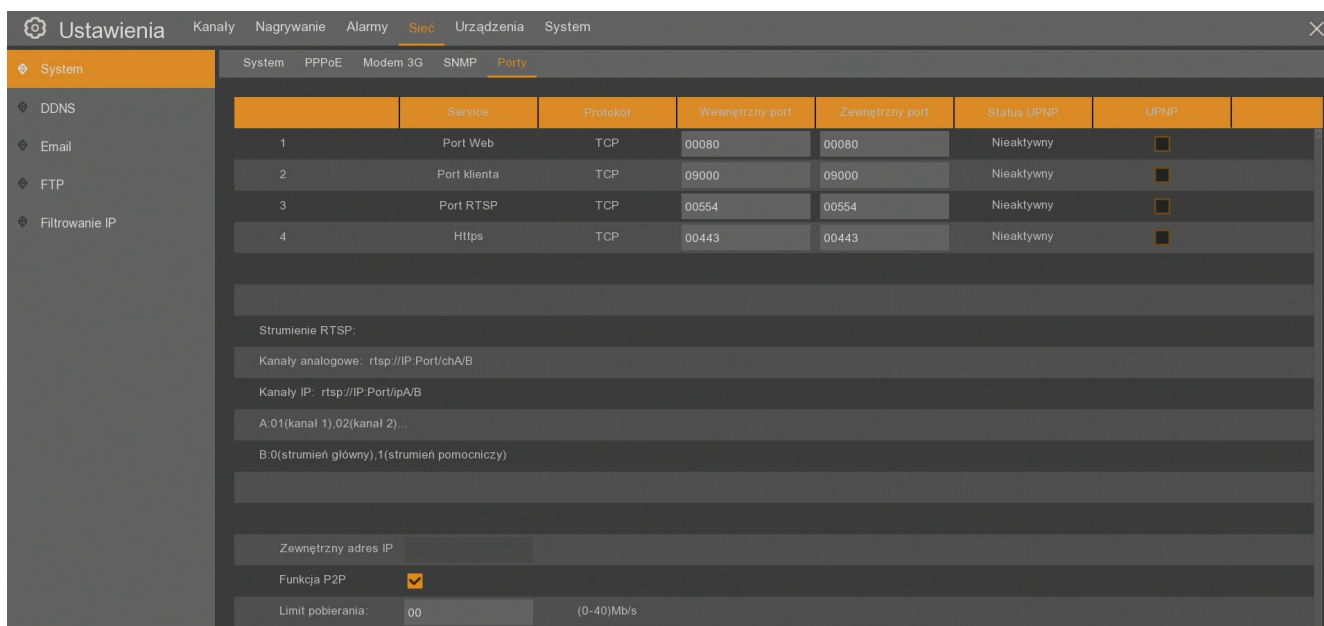 Ustawienia Kanały Nagrywanie Alarmy Sieć Urządzenia System
System PPPoE Modem 3G SNMP Porty
System
DDNS
Email
FTP
Filtrowanie IP
Service Protokół Wewnętrzny port Zewnętrzny port Status UPNP UPNP
1 Port Web TCP 00080 00080 Nieaktywny
2 Port klienta TCP 09000 09000 Nieaktywny
3 Port RTSP TCP 00554 00554 Nieaktywny
4 Https TCP 00443 00443 Nieaktywny
Strumienie RTSP:
Kanały analogowe: rtsp://IP:Port/chA/B
Kanały IP: rtsp://IP:Port/ipA/B
A:01(kanał 1),02(kanał 2)...
B:0(strumień główny),1(strumień pomocniczy)
Zewnętrzny adres IP
Funkcja P2P
Limit pobierania: 00 (0-40)Mb/s